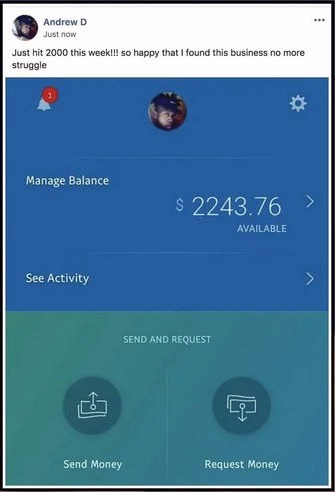 Andrew D
Just now
Just hit 2000 this week!!! so happy that I found this business no more
struggle
1
Manage Balance
$ 2243.76
AVAILABLE
See Activity
SEND AND REQUEST
Send Money
Request Money